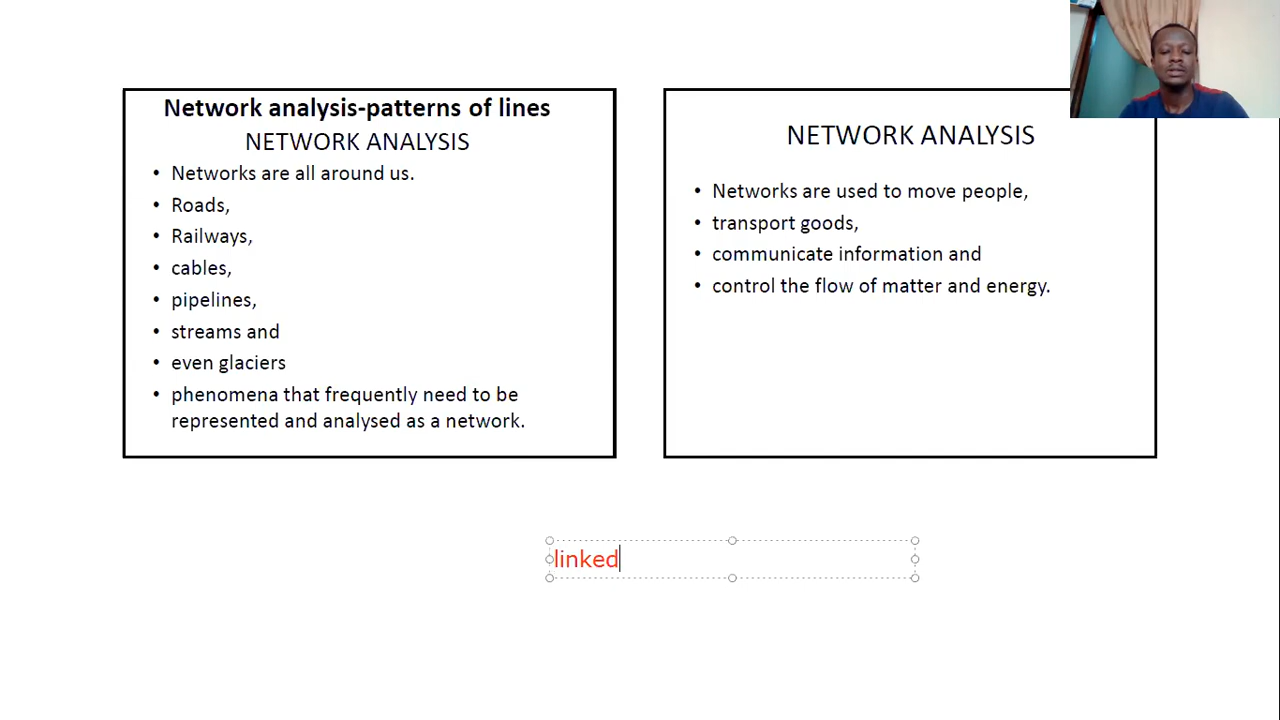 Network analysis-patterns of lines
NETWORK ANALYSIS
• Networks are all around us.
• Roads,
• Railways,
• cables,
• pipelines,
• streams and
• even glaciers
• phenomena that frequently need to be
represented and analysed as a network.
NETWORK ANALYSIS
• Networks are used to move people,
• transport goods,
• communicate information and
• control the flow of matter and energy.
linked